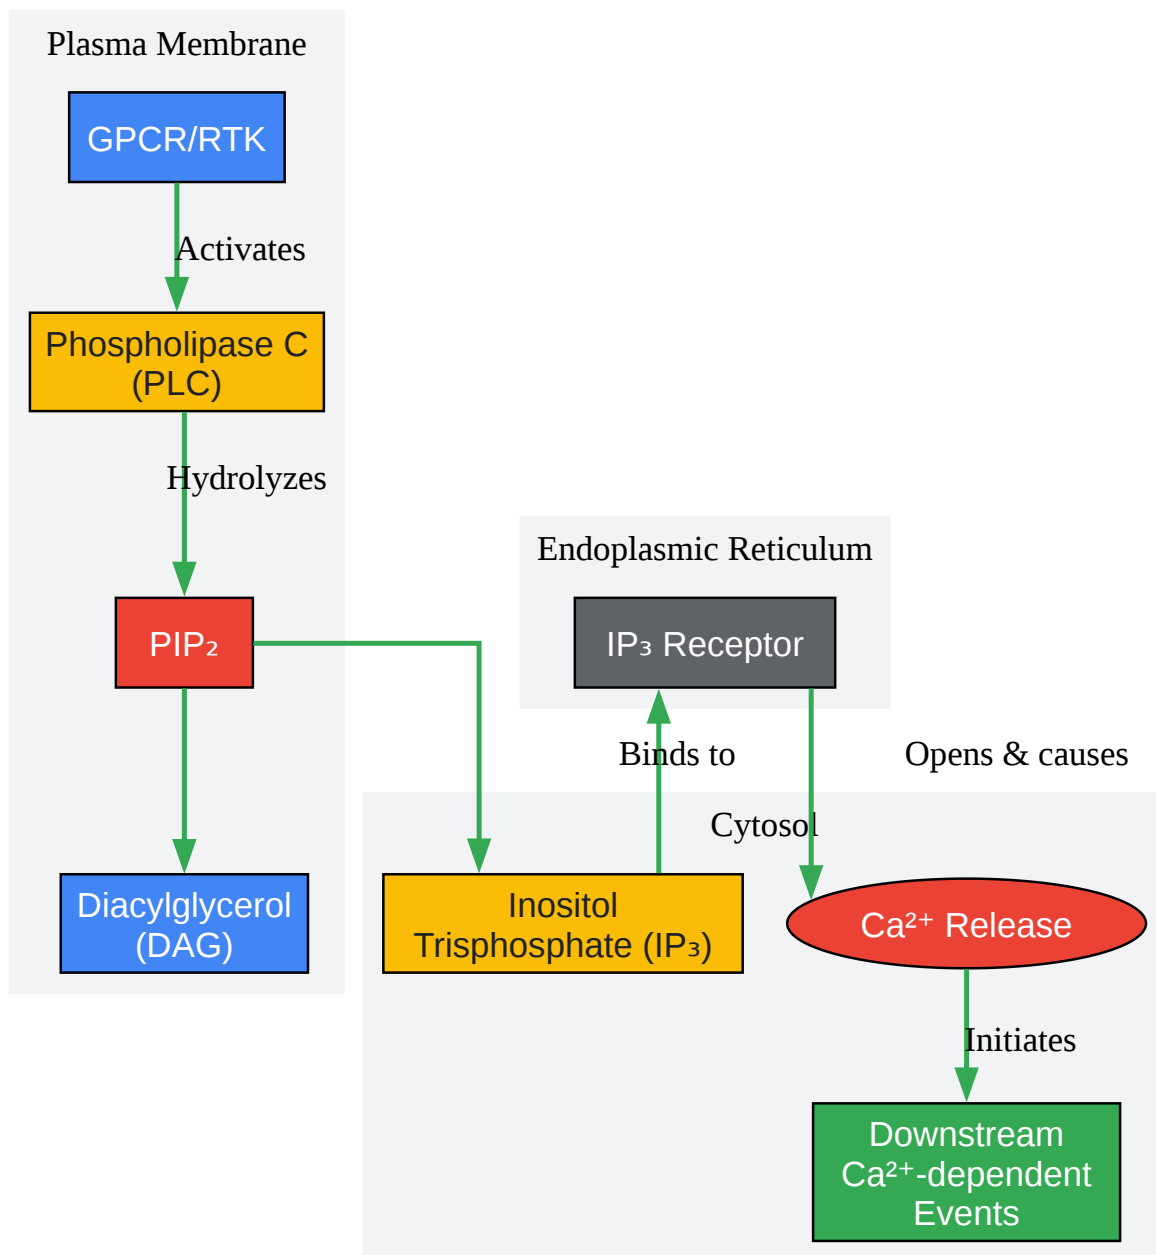 Plasma Membrane
GPCR/RTK
Activates
Phospholipase C
(PLC)
Hydrolyzes
Endoplasmic Reticulum
PIP₂
IP₃ Receptor
Binds to
Opens & causes
Cytosol
Diacylglycerol
(DAG)
Inositol
Trisphosphate (IP₃)
Ca²⁺ Release
Initiates
Downstream
Ca²⁺-dependent
Events